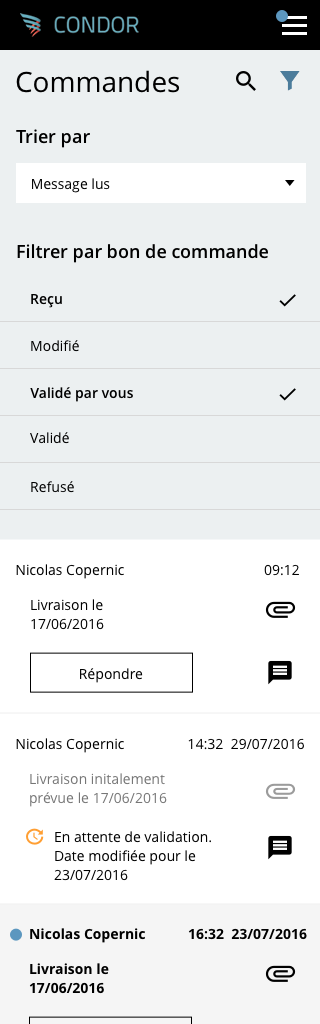 CONDOR
Commandes
Trier par
Message lus
Filtrer par bon de commande
Reçu
Modifié
Validé par vous
Validé
Refusé
Nicolas Copernic 09:12
Livraison le
17/06/2016
Répondre
Nicolas Copernic 14:32 29/07/2016
Livraison initalement
prévue le 17/06/2016
En attente de validation.
Date modifiée pour le
23/07/2016
Nicolas Copernic 16:32 23/07/2016
Livraison le
17/06/2016